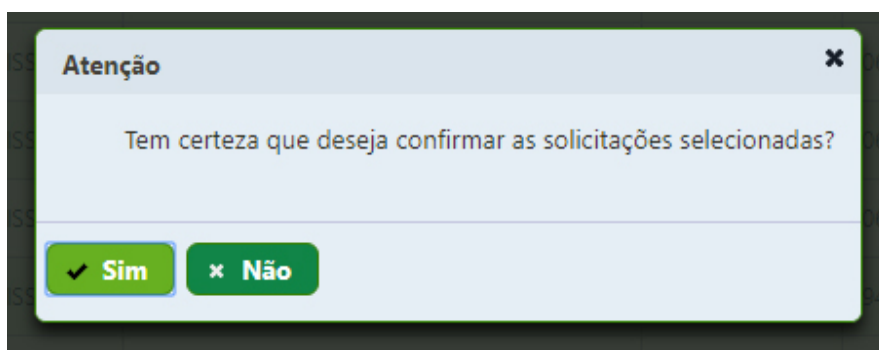 Atenção
Tem certeza que deseja confirmar as solicitações selecionadas?
Sim
Não